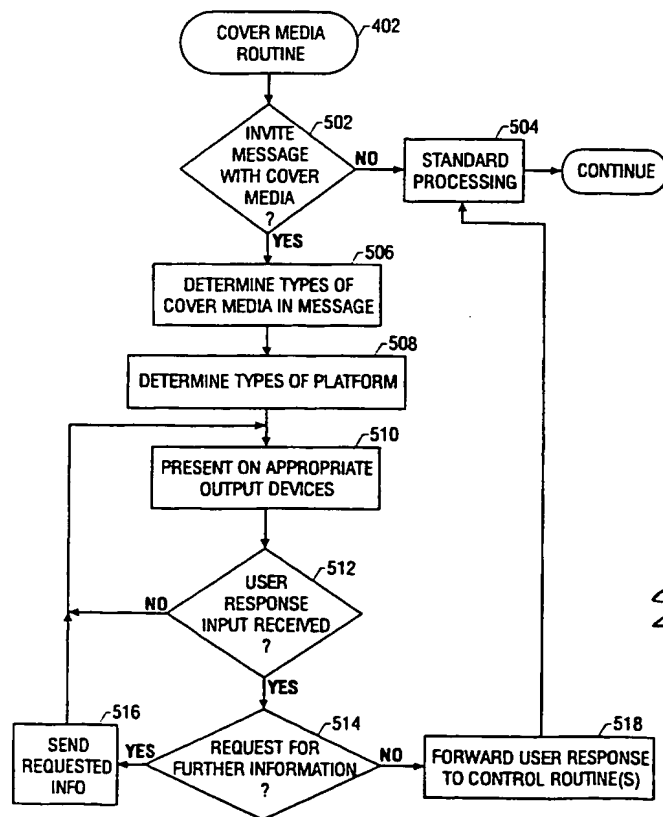 COVER MEDIA
ROUTINE
402
INVITE
MESSAGE
WITH COVER
MEDIA
?
502
NO
YES
STANDARD
PROCESSING
504
CONTINUE
506
DETERMINE TYPES OF
COVER MEDIA IN MESSAGE
508
DETERMINE TYPES OF PLATFORM
510
PRESENT ON APPROPRIATE
OUTPUT DEVICES
512
USER
RESPONSE
INPUT RECEIVED
?
NO
YES
516
SEND
REQUESTED
INFO
YES
514
REQUEST FOR
FURTHER INFORMATION
?
NO
518
FORWARD USER RESPONSE
TO CONTROL ROUTINE(S)